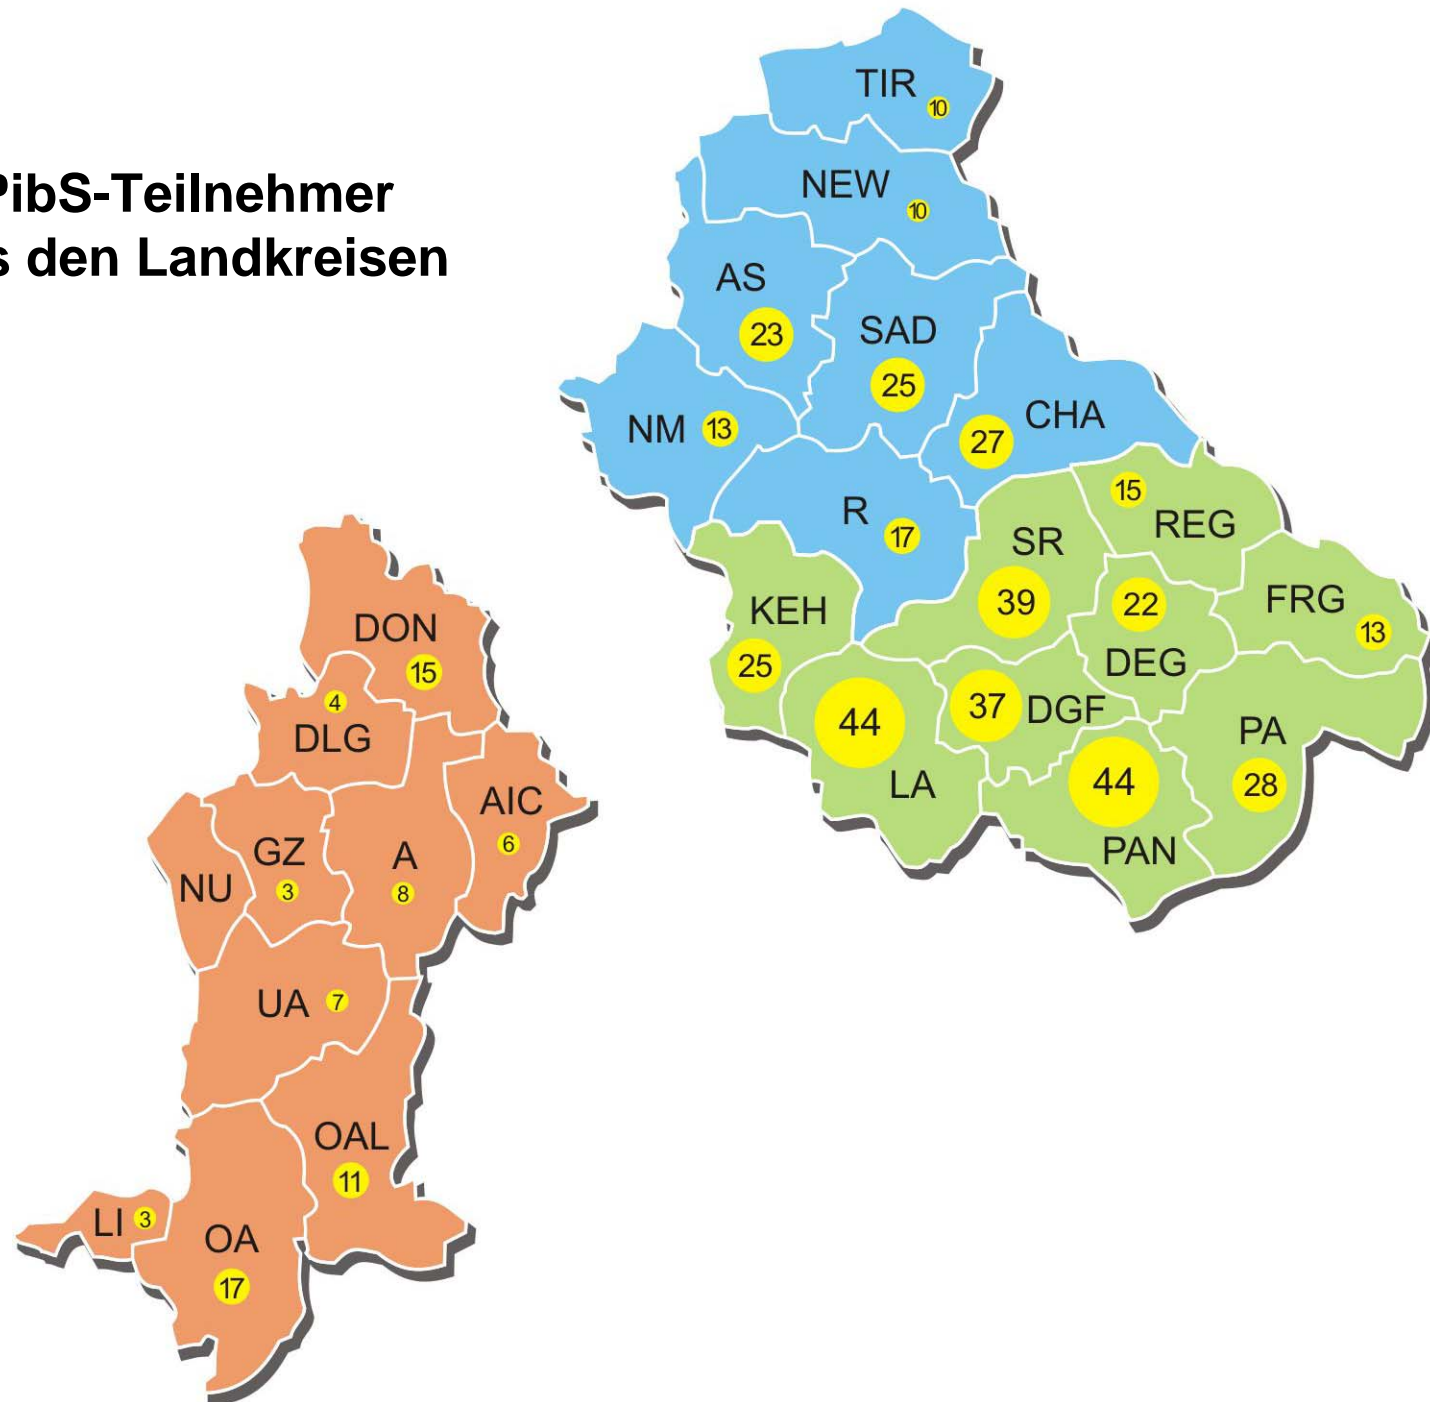 PibS-Teilnehmer
s den Landkreisen
TIR
10
NEW
10
AS
23
SAD
25
NM 13
CHA
27
R
17
15
REG
SR
39
KEH
25
22
DEG
FRG
13
44
LA
37 DGF
PA
28
44
PAN
DON
15
4
DLG
AIC
6
GZ
3
A
8
NU
UA 7
OAL
11
LI 3
OA
17